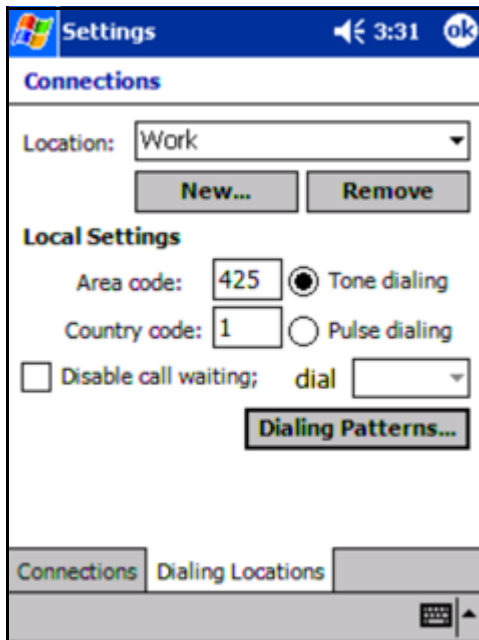 Settings 3:31 ok
Connections
Location: Work
New... Remove
Local Settings
Area code: 425 Tone dialing
Country code: 1 Pulse dialing
Disable call waiting; dial
Dialing Patterns...
Connections Dialing Locations